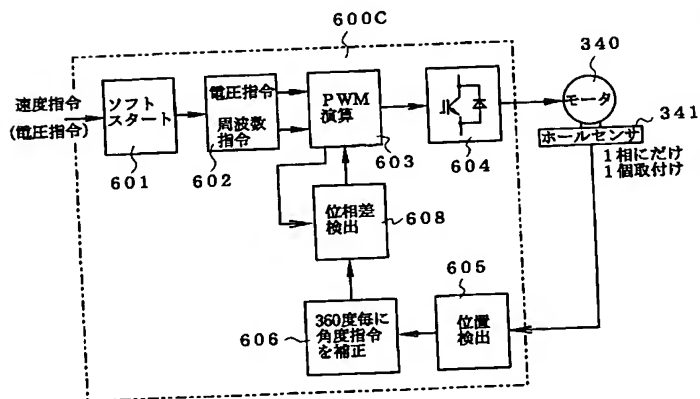 600C
速度指令
(電圧指令)
ソフト
スタート
601
電圧指令
周波数
指令
602
PWM
演算
603
604
340
モータ
341
ホールセンサ
1相にだけ
1個取付け
位相差
検出
608
605
位置
検出
606
360度毎に
角度指令
を補正